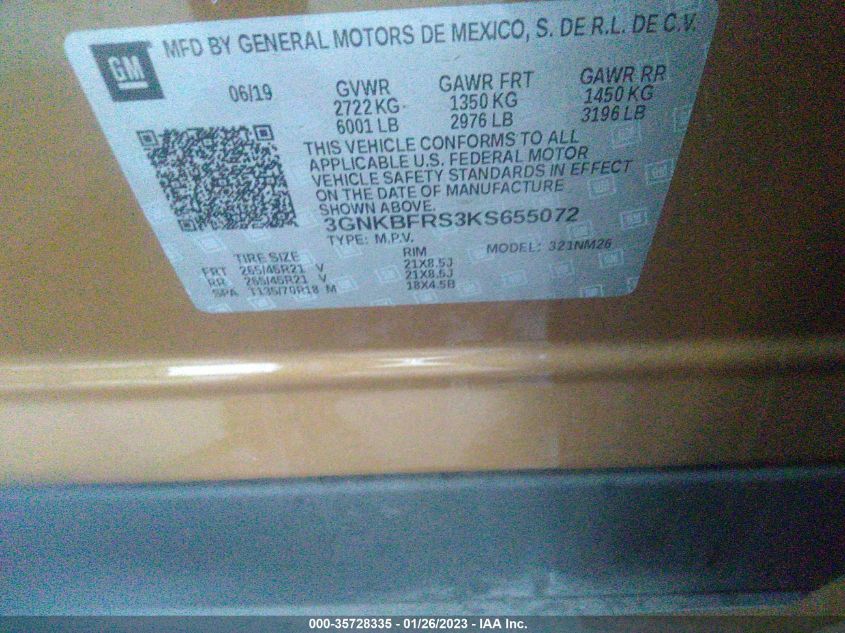 GM
MFD BY GENERAL MOTORS DE MEXICO, S. DE R.L. DE C.V.
06/19 GVWR GAWR FRT GAWR RR
2722 KG 1350 KG 1450 KG
6001 LB 2976 LB 3196 LB
THIS VEHICLE CONFORMS TO ALL
APPLICABLE U.S. FEDERAL MOTOR
VEHICLE SAFETY STANDARDS IN EFFECT
ON THE DATE OF MANUFACTURE
SHOWN ABOVE.
3GNKBFRS3KS655072
TYPE: M.P.V. MODEL: 321NM26
TIRE SIZE RIM
FRT 265/45R21 V 21X8.5J
RR 265/45R21 V 21X8.5J
SPA T135/70R18 M 18X4.5B
000-35728335 - 01/26/2023 - IAA Inc.